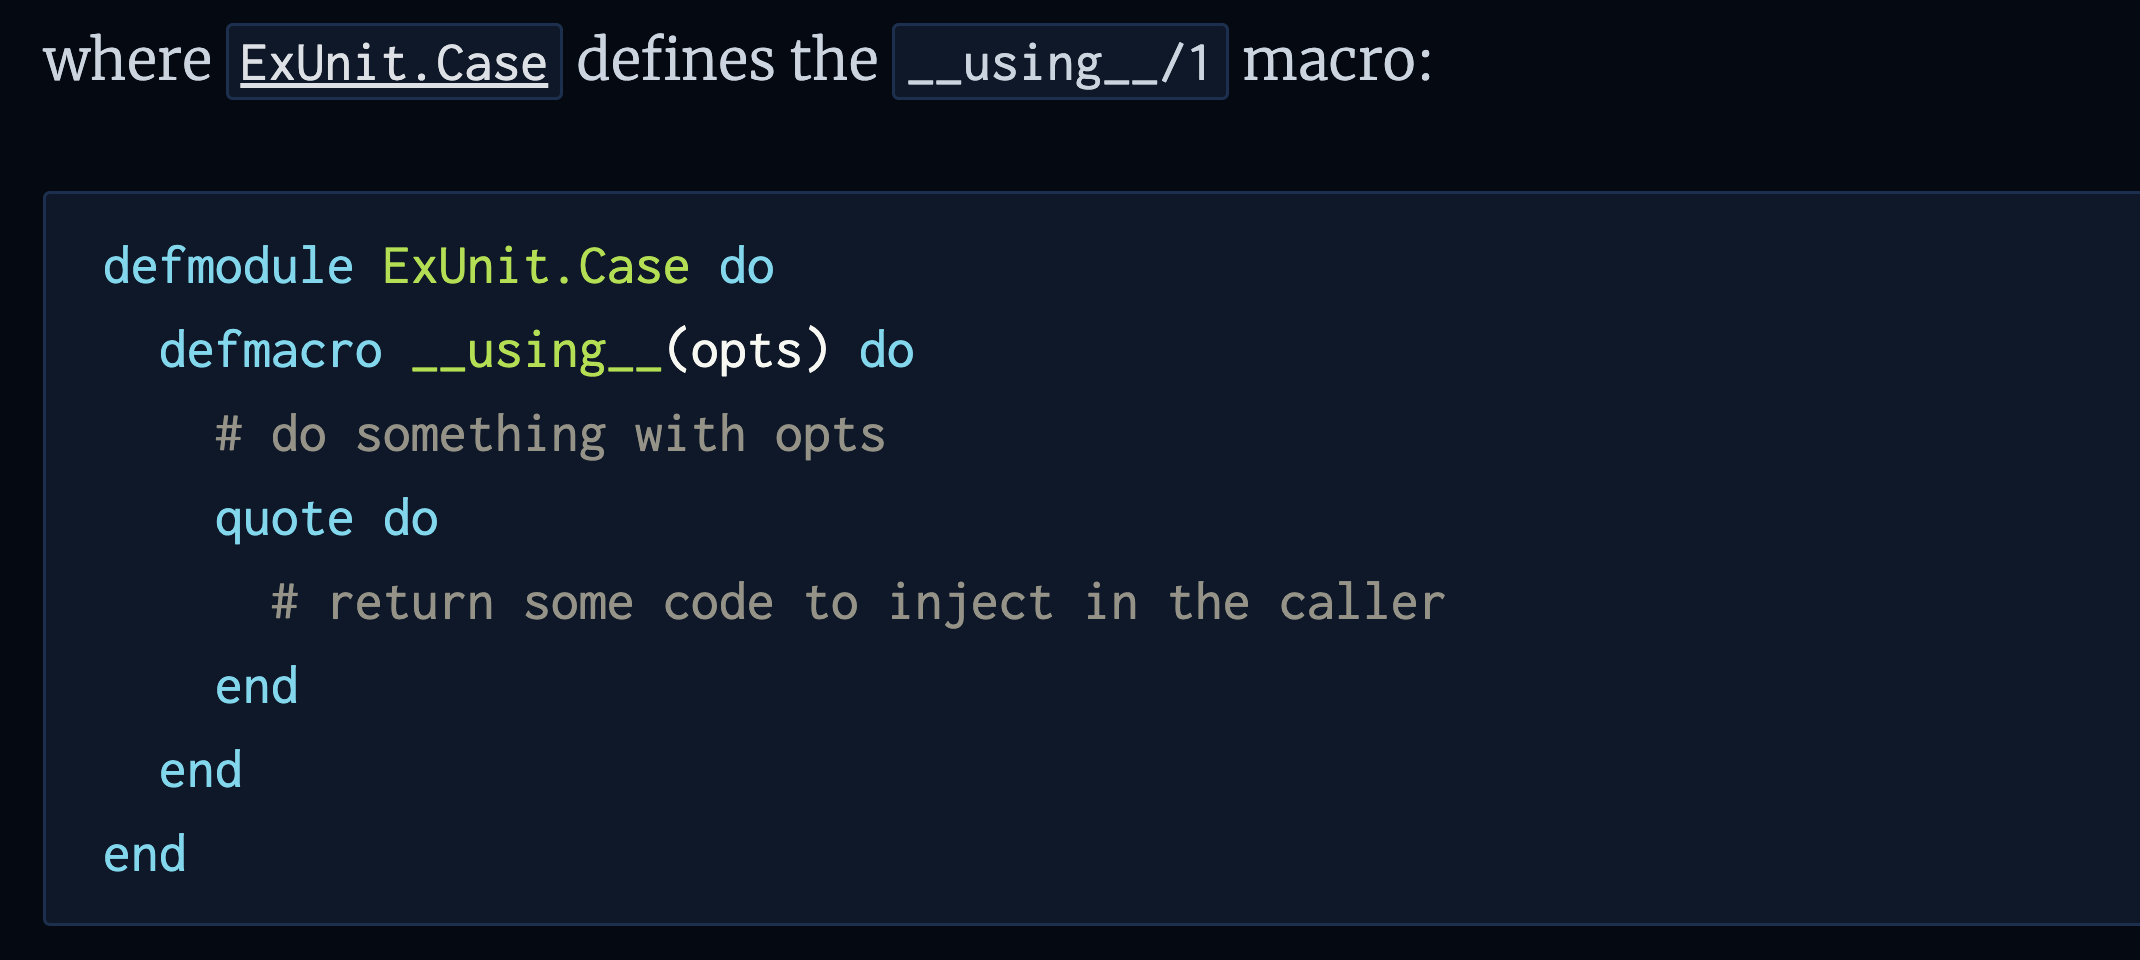 where ExUnit.Case defines the __using__/1 macro:
defmodule ExUnit.Case do
  defmacro __using__(opts) do
    # do something with opts
    quote do
      # return some code to inject in the caller
    end
  end
end